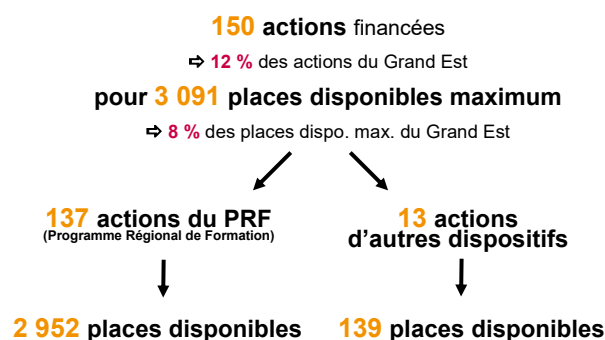 150 actions financées
⇨ 12 % des actions du Grand Est
pour 3 091 places disponibles maximum
⇨ 8 % des places dispo. max. du Grand Est
137 actions du PRF
(Programme Régional de Formation)
13 actions
d'autres dispositifs
2 952 places disponibles
139 places disponibles